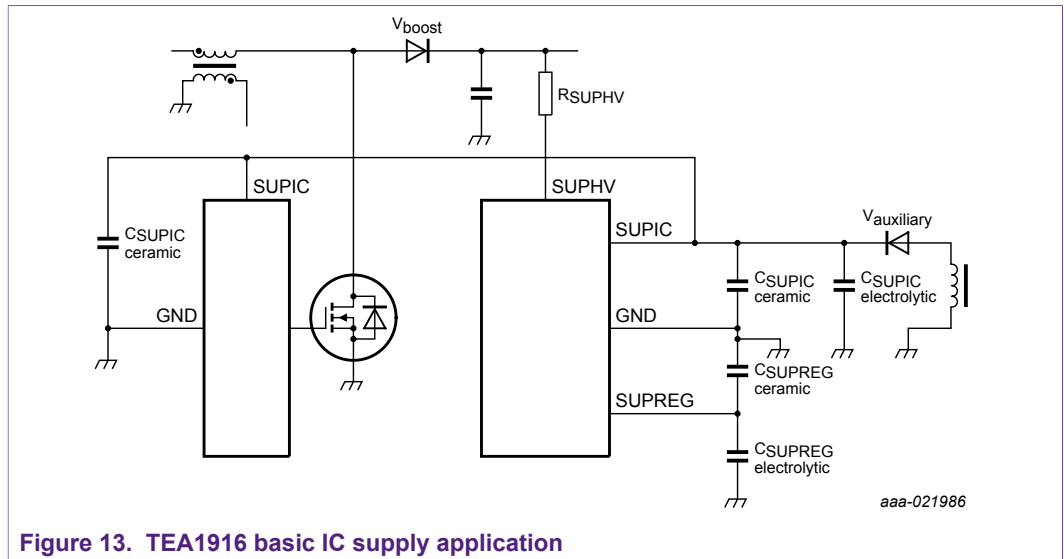 Vboost
RSUPHV
SUPIC
SUPHV
CSUPIC
ceramic
SUPIC
Vauxiliary
CSUPIC
ceramic
CSUPIC
electrolytic
GND
GND
CSUPREG
ceramic
SUPREG
CSUPREG
electrolytic
aaa-021986
Figure 13. TEA1916 basic IC supply application